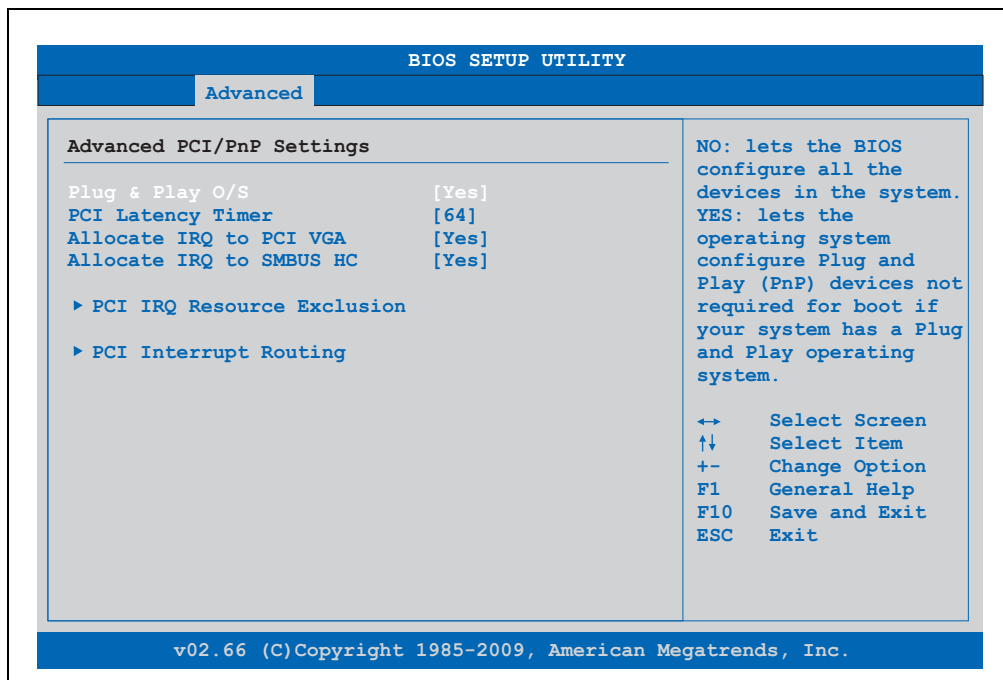 BIOS SETUP UTILITY
Advanced
Advanced PCI/PnP Settings
Plug & Play O/S [Yes]
PCI Latency Timer [64]
Allocate IRQ to PCI VGA [Yes]
Allocate IRQ to SMBUS HC [Yes]
▶ PCI IRQ Resource Exclusion
▶ PCI Interrupt Routing
NO: lets the BIOS
configure all the
devices in the system.
YES: lets the
operating system
configure Plug and
Play (PnP) devices not
required for boot if
your system has a Plug
and Play operating
system.
↔ Select Screen
↑↓ Select Item
+- Change Option
F1 General Help
F10 Save and Exit
ESC Exit
v02.66 (C)Copyright 1985-2009, American Megatrends, Inc.